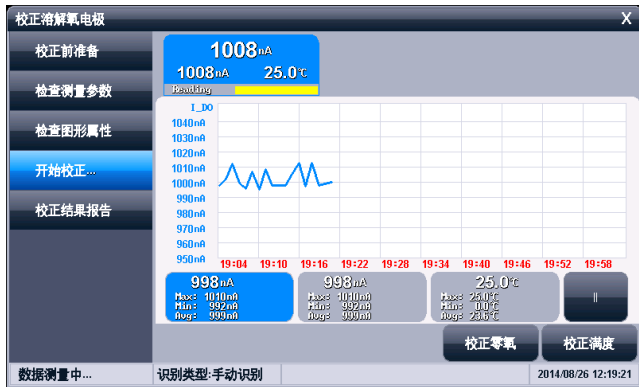 校正溶解氧电极 X
校正前准备
检查测量参数
检查图形属性
开始校正…
校正结果报告
1008nA
1008nA 25.0℃
Reading
I_DO
1040nA
1030nA
1020nA
1010nA
1000nA
990nA
980nA
970nA
960nA
950nA
19:04 19:10 19:16 19:22 19:28 19:34 19:40 19:46 19:52 19:58
998nA
Max: 1010nA
Min: 992nA
Avg: 999nA
998nA
Max: 1010nA
Min: 992nA
Avg: 999nA
25.0℃
Max: 25.0℃
Min: 0.0℃
Avg: 23.6℃
||
校正零氧 校正满度
数据测量中… 识别类型:手动识别 2014/08/26 12:19:21